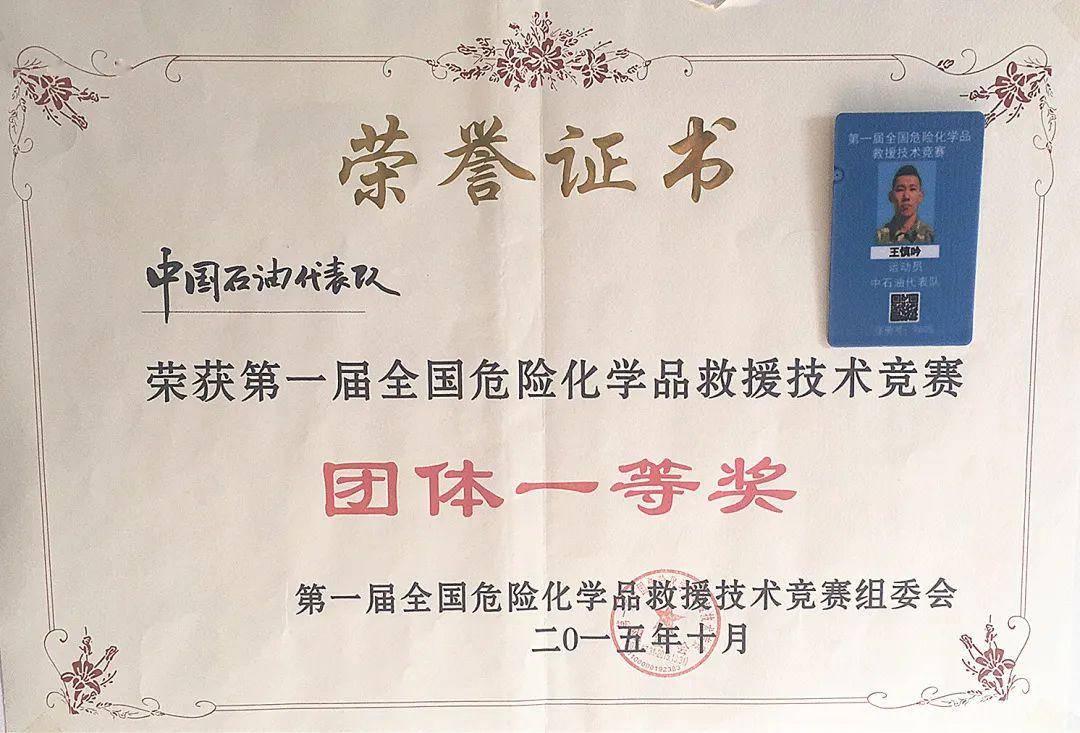 荣誉证书
第一届全国危险化学品
救援技术竞赛
王慎吟
运动员
中石油代表队
中国石油代表队
荣获第一届全国危险化学品救援技术竞赛
团体一等奖
第一届全国危险化学品救援技术竞赛组委会
二〇一五年十月